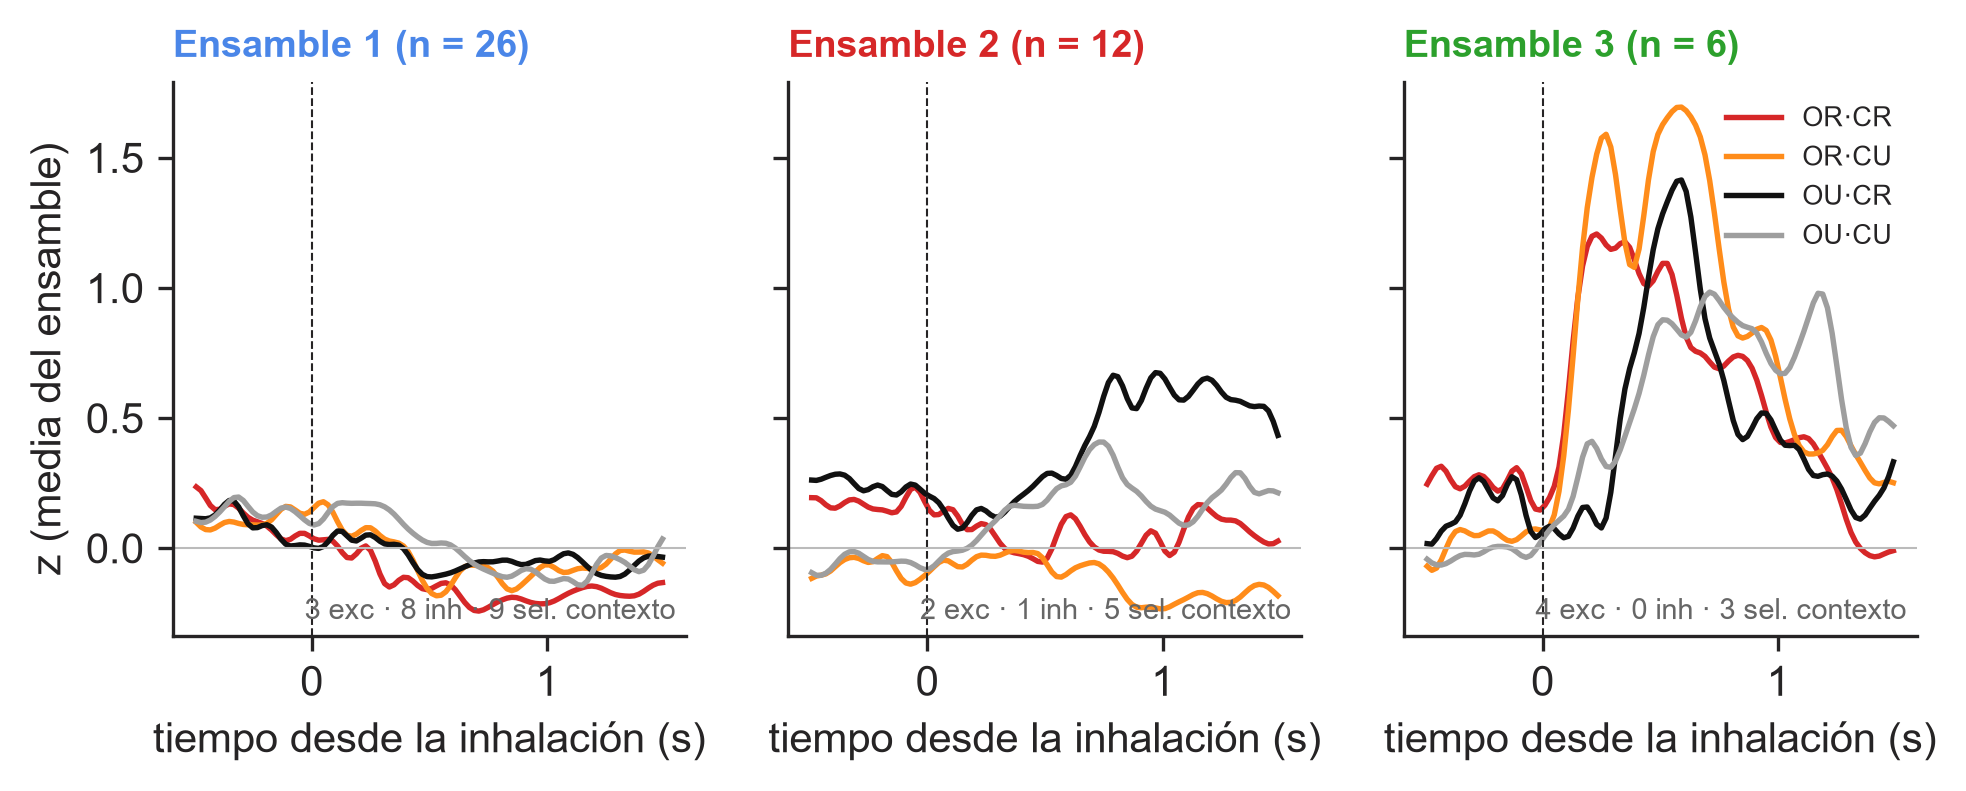 Ensamble 1 (n = 26)
Ensamble 2 (n = 12)
Ensamble 3 (n = 6)
z (media del ensamble)
1.5
1.0
0.5
0.0
OR·CR
OR·CU
OU·CR
OU·CU
3 exc · 8 inh · 9 sel. contexto
2 exc · 1 inh · 5 sel. contexto
4 exc · 0 inh · 3 sel. contexto
0 1
0 1
0 1
tiempo desde la inhalación (s)
tiempo desde la inhalación (s)
tiempo desde la inhalación (s)